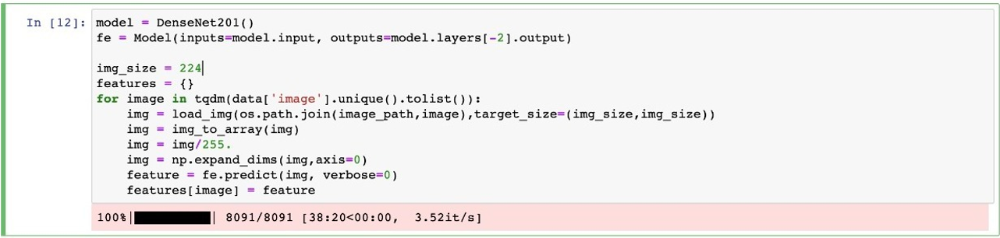 In [12]: model = DenseNet201()
fe = Model(inputs=model.input, outputs=model.layers[-2].output)

img_size = 224
features = {}
for image in tqdm(data['image'].unique().tolist()):
    img = load_img(os.path.join(image_path,image),target_size=(img_size,img_size))
    img = img_to_array(img)
    img = img/255.
    img = np.expand_dims(img,axis=0)
    feature = fe.predict(img, verbose=0)
    features[image] = feature
100%|██████████| 8091/8091 [38:20<00:00,  3.52it/s]